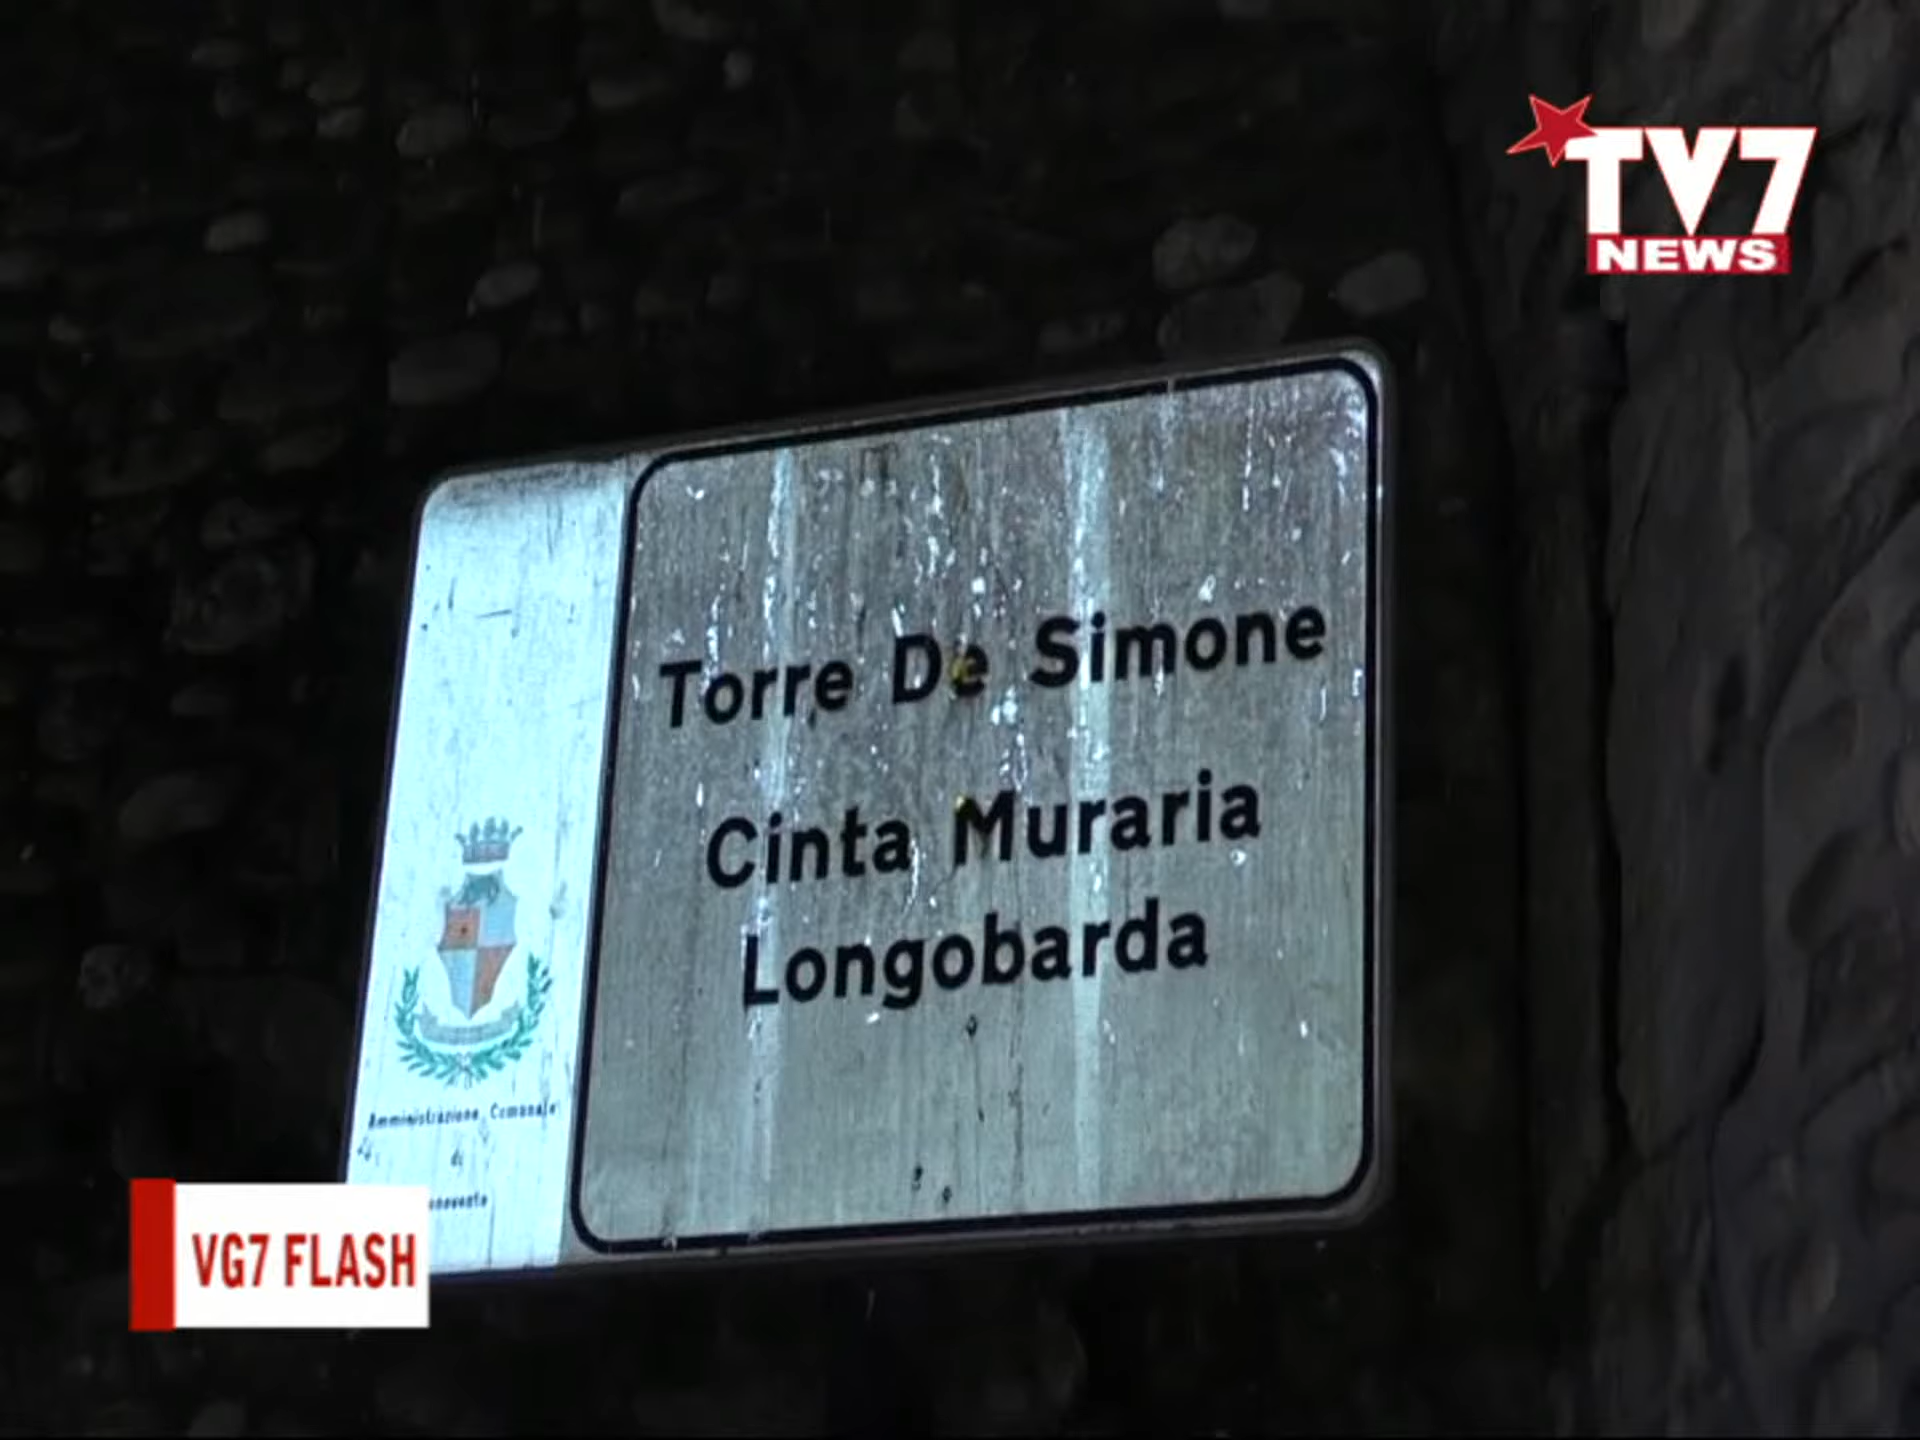 TV7
NEWS
Torre De Simone
Cinta Muraria
Longobarda
Amministrazione Comunale
di
VG7 FLASH